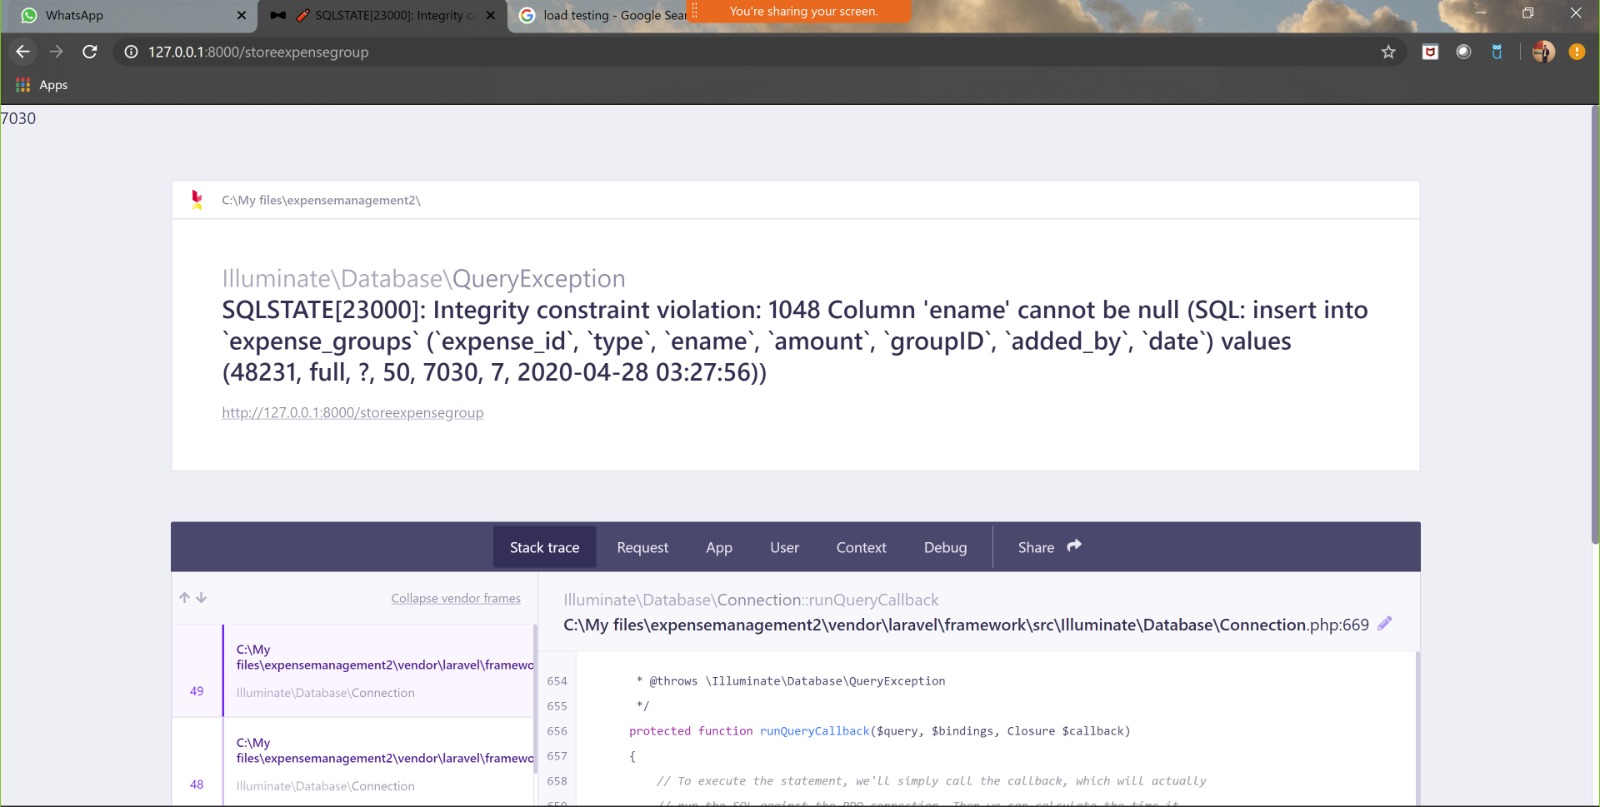 WhatsApp
SQLSTATE[23000]: Integrity c
load testing - Google Sear
You're sharing your screen.
127.0.0.1:8000/storeexpensegroup
Apps
7030
C:\My files\expensemanagement2\
Illuminate\Database\QueryException
SQLSTATE[23000]: Integrity constraint violation: 1048 Column 'ename' cannot be null (SQL: insert into
`expense_groups` (`expense_id`, `type`, `ename`, `amount`, `groupID`, `added_by`, `date`) values
(48231, full, ?, 50, 7030, 7, 2020-04-28 03:27:56))
http://127.0.0.1:8000/storeexpensegroup
Stack trace Request App User Context Debug Share
Collapse vendor frames
C:\My
files\expensemanagement2\vendor\laravel\framewo
49 Illuminate\Database\Connection
C:\My
files\expensemanagement2\vendor\laravel\framewo
48 Illuminate\Database\Connection
Illuminate\Database\Connection::runQueryCallback
C:\My files\expensemanagement2\vendor\laravel\framework\src\Illuminate\Database\Connection.php:669
654 * @throws \Illuminate\Database\QueryException
655 */
656 protected function runQueryCallback($query, $bindings, Closure $callback)
657 {
658 // To execute the statement, we'll simply call the callback, which will actually